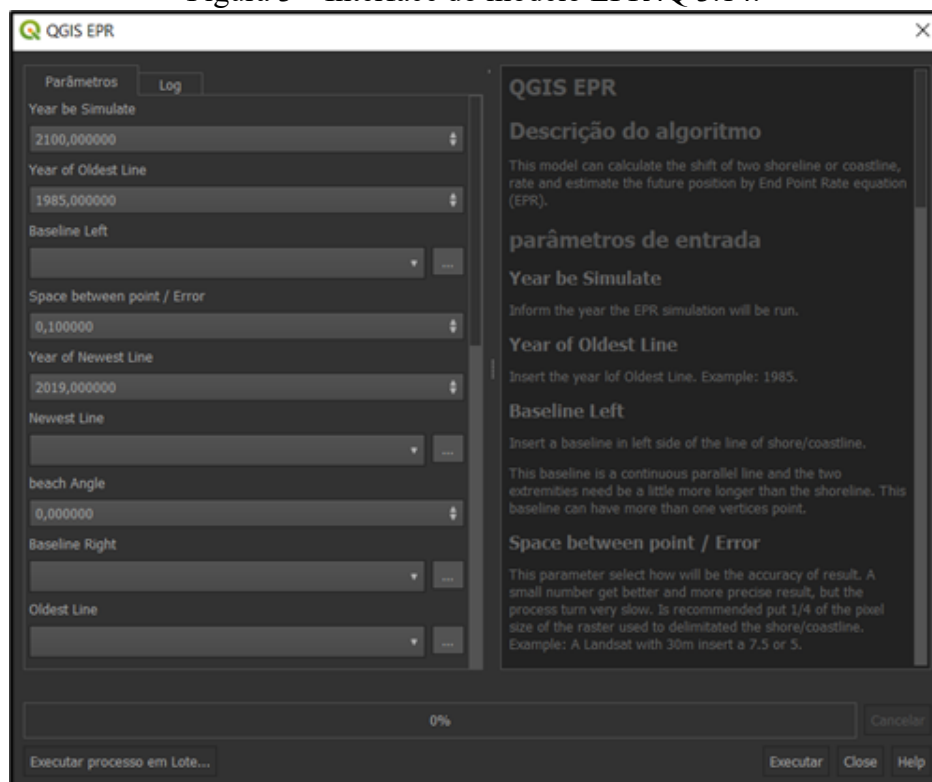 QGIS EPR
Parâmetros
Log
Year be Simulate
2100,000000
Year of Oldest Line
1985,000000
Baseline Left
...
Space between point / Error
0,100000
Year of Newest Line
2019,000000
Newest Line
...
beach Angle
0,000000
Baseline Right
...
Oldest Line
...
QGIS EPR
Descrição do algoritmo
This model can calculate the shift of two shoreline or coastline,
rate and estimate the future position by End Point Rate equation
(EPR).
parâmetros de entrada
Year be Simulate
Inform the year the EPR simulation will be run.
Year of Oldest Line
Insert the year lof Oldest Line. Example: 1985.
Baseline Left
Insert a baseline in left side of the line of shore/coastline.
This baseline is a continuous parallel line and the two
extremities need be a little more longer than the shoreline. This
baseline can have more than one vertices point.
Space between point / Error
This parameter select how will be the accuracy of result. A
small number get better and more precise result, but the
process turn very slow. Is recommended put 1/4 of the pixel
size of the raster used to delimitated the shore/coastline.
Example: A Landsat with 30m insert a 7.5 or 5.
0%
Cancelar
Executar processo em Lote...
Executar
Close
Help